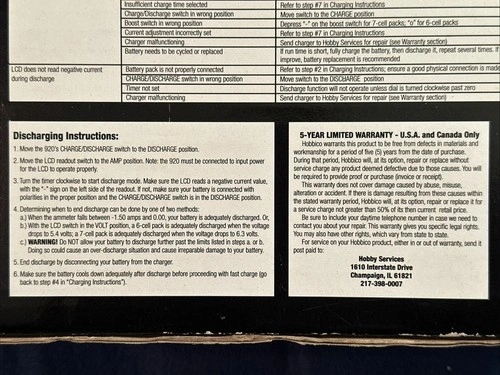 Insufficient charge time selected Refer to step #7 in Charging Instructions
Charge/Discharge switch in wrong position Move switch to the CHARGE position
Boost switch in wrong position Depress "-" on the boost switch for 7-cell packs; "o" for 6-cell packs
Current adjustment incorrectly set Refer to step #7 in Charging Instructions
Charger malfunctioning Send charger to Hobby Services for repair (see Warranty section)
Battery needs to be cycled or replaced If run time is short, fully charge the battery, then discharge it, repeat several times. If
improve, battery replacement is recommended
LCD does not read negative current Battery pack is not properly connected Refer to step #2 in Charging Instructions; ensure a good physical connection is made
during discharge CHARGE/DISCHARGE switch in wrong position Move switch to the DISCHARGE position
Timer not set Discharge function will not operate unless dial is turned clockwise past zero
Charger malfunctioning Send charger to Hobby Services for repair (see Warranty section)
Discharging Instructions:
1. Move the 920's CHARGE/DISCHARGE switch to the DISCHARGE position.
2. Move the LCD readout switch to the AMP position. Note: the 920 must be connected to input power
for the LCD to operate properly.
3. Turn the timer clockwise to start discharge mode. Make sure the LCD reads a negative current value,
with the "-" sign on the left side of the readout. If not, make sure your battery is connected with
polarities in the proper position and the CHARGE/DISCHARGE switch is in the DISCHARGE position.
4. Determining when to end discharge can be done by one of two methods:
a.) When the ammeter falls between -1.50 amps and 0.00, your battery is adequately discharged. Or,
b.) With the LCD switch in the VOLT position, a 6-cell pack is adequately discharged when the voltage
drops to 5.4 volts; a 7-cell pack is adequately discharged when the voltage drops to 6.3 volts.
c.) WARNING! Do NOT allow your battery to discharge further past the limits listed in steps a. or b.
Doing so could cause an over-discharge situation and cause irreparable damage to your battery.
5. End discharge by disconnecting your battery from the charger.
6. Make sure the battery cools down adequately after discharge before proceeding with fast charge (go
back to step #4 in "Charging Instructions").
5-YEAR LIMITED WARRANTY - U.S.A. and Canada Only
Hobbico warrants this product to be free from defects in materials and
workmanship for a period of five (5) years from the date of purchase.
During that period, Hobbico will, at its option, repair or replace without
service charge any product deemed defective due to those causes. You will
be required to provide proof or purchase (invoice or receipt).
This warranty does not cover damage caused by abuse, misuse,
alteration or accident. If there is damage resulting from these causes within the
stated warranty period, Hobbico will, at its option, repair or replace it for
a service charge not greater than 50% of its then current retail price.
Be sure to include your daytime telephone number in case we need to
contact you about your repair. This warranty gives you specific legal rights.
You may also have other rights, which vary from state to state.
For service on your Hobbico product, either in or out of warranty, send it
post paid to:
Hobby Services
1610 Interstate Drive
Champaign, IL 61821
217-398-0007